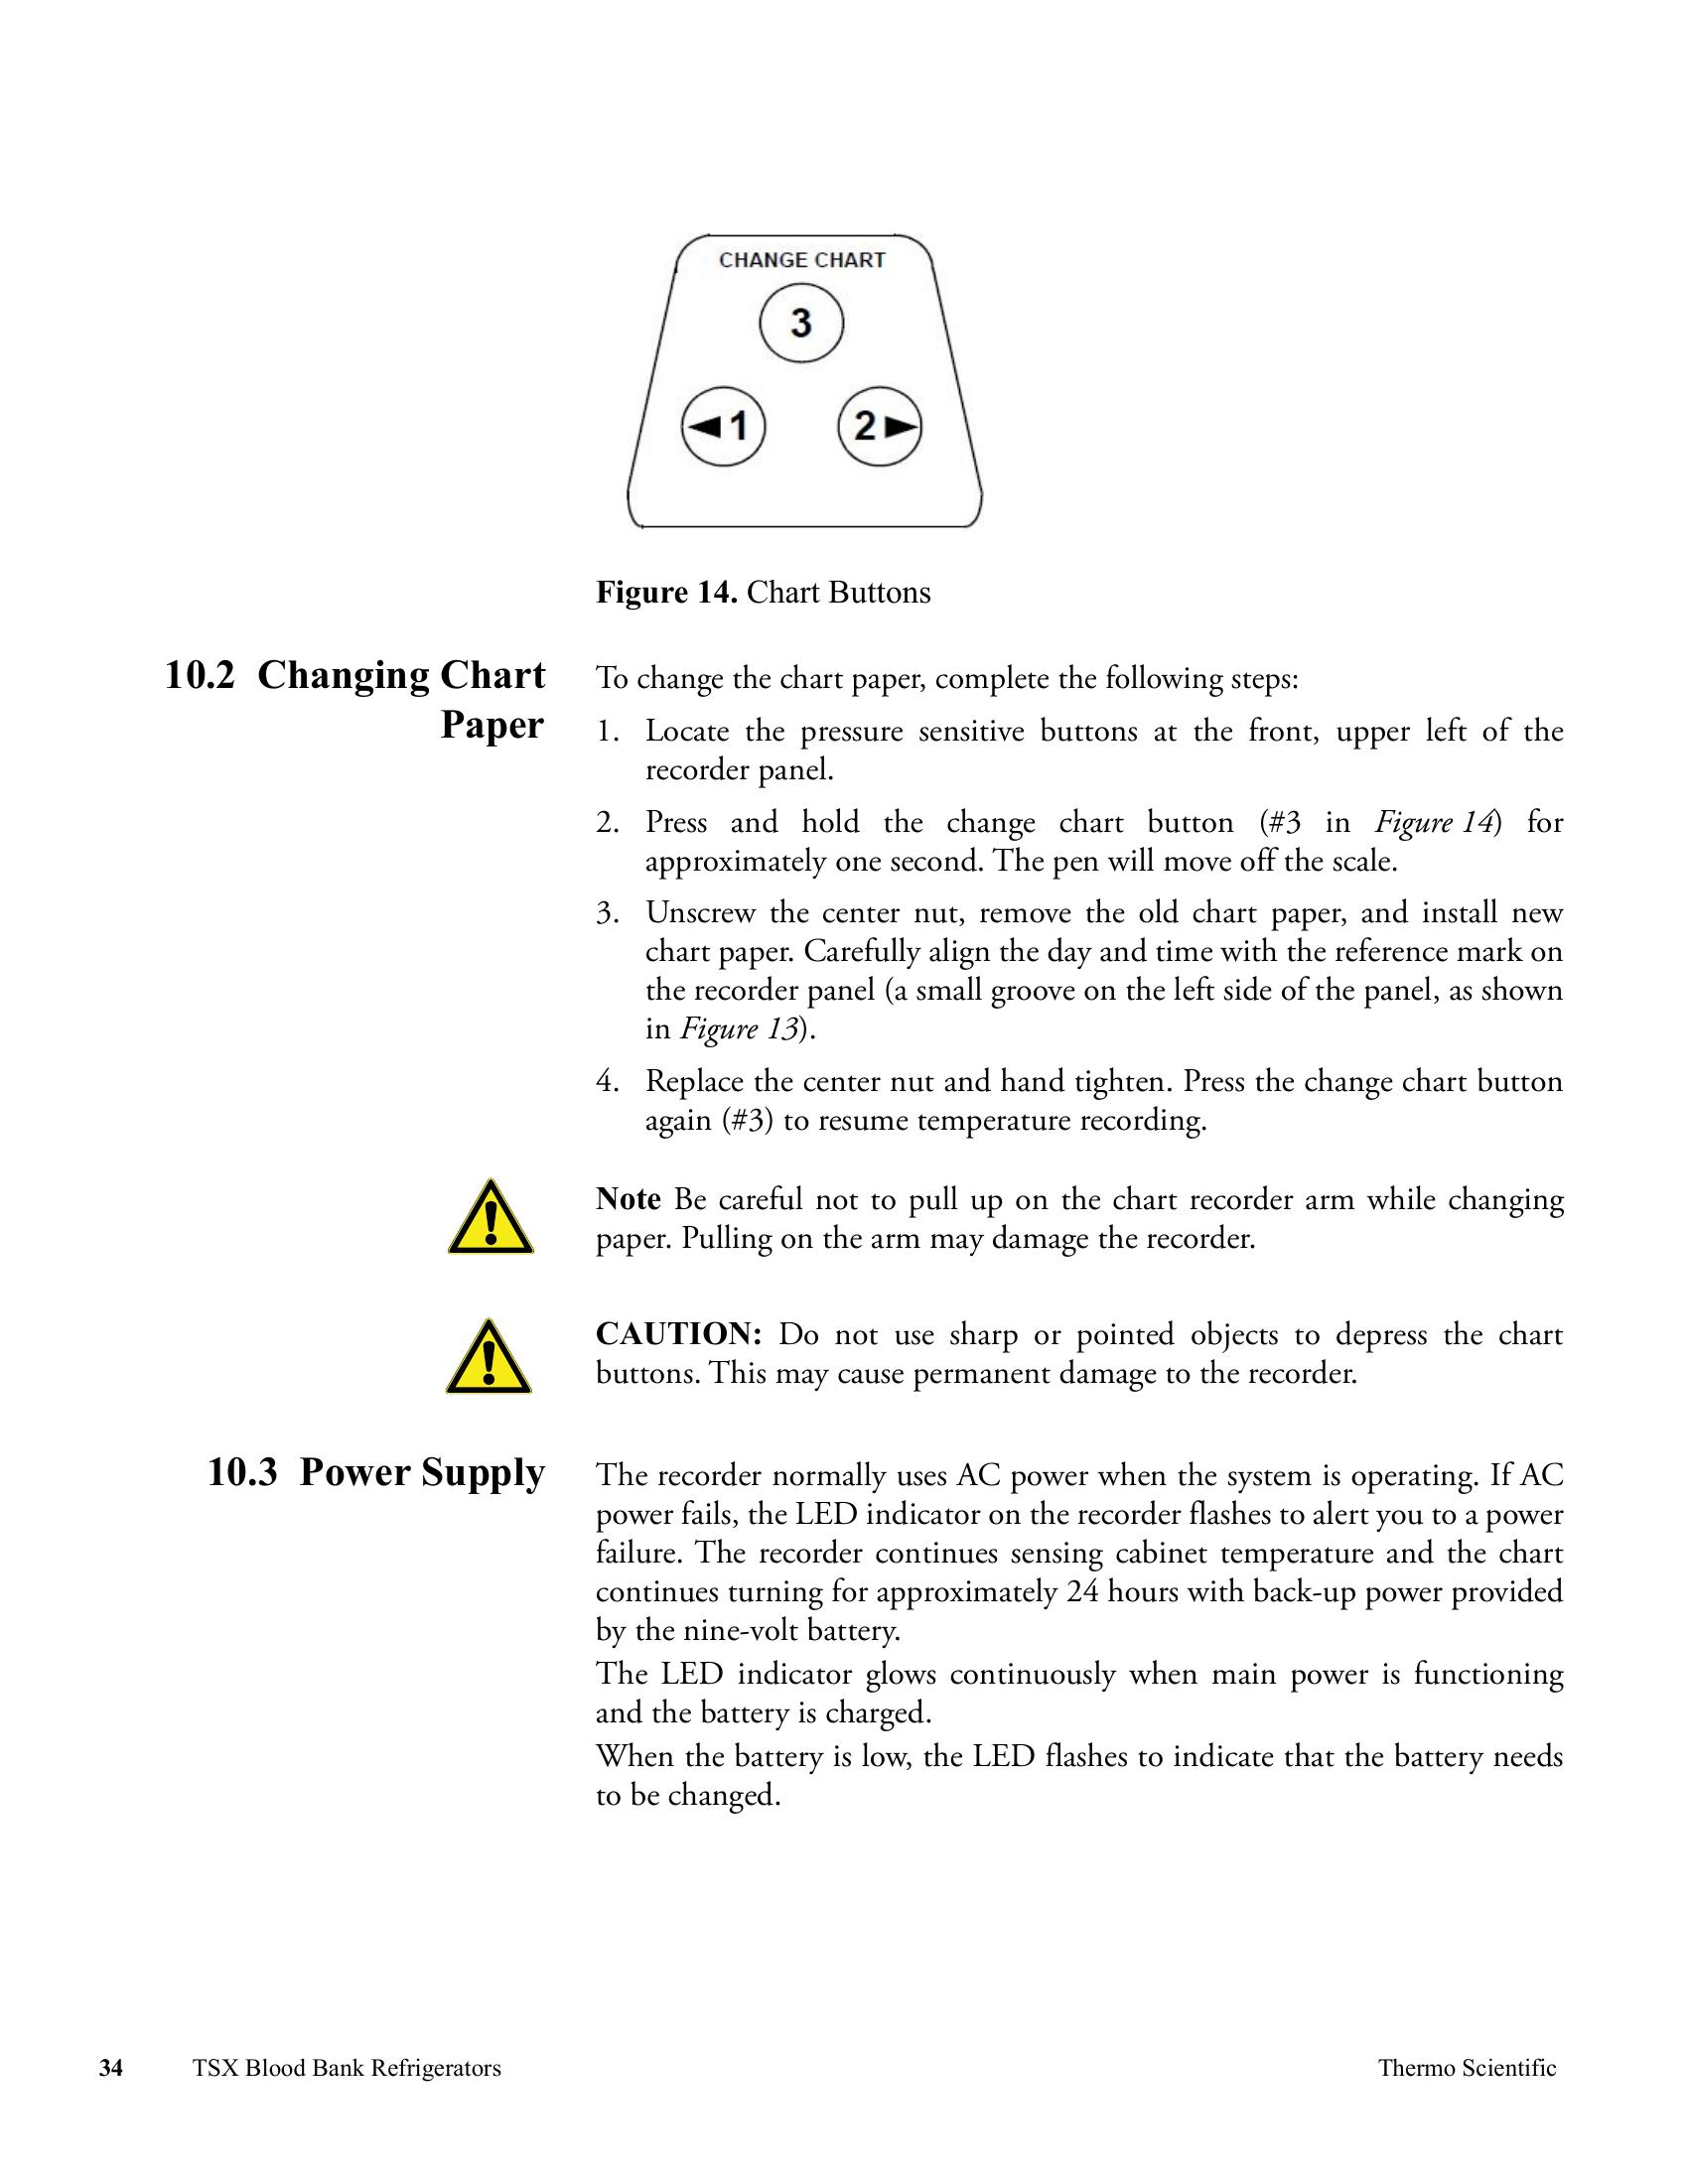 CHANGE CHART
3
◄1
2►
Figure 14. Chart Buttons
10.2 Changing Chart
Paper
To change the chart paper, complete the following steps:
1. Locate the pressure sensitive buttons at the front, upper left of the
recorder panel.
2. Press and hold the change chart button (#3 in Figure 14) for
approximately one second. The pen will move off the scale.
3. Unscrew the center nut, remove the old chart paper, and install new
chart paper. Carefully align the day and time with the reference mark on
the recorder panel (a small groove on the left side of the panel, as shown
in Figure 13).
4. Replace the center nut and hand tighten. Press the change chart button
again (#3) to resume temperature recording.
Note Be careful not to pull up on the chart recorder arm while changing
paper. Pulling on the arm may damage the recorder.
CAUTION: Do not use sharp or pointed objects to depress the chart
buttons. This may cause permanent damage to the recorder.
10.3 Power Supply
The recorder normally uses AC power when the system is operating. If AC
power fails, the LED indicator on the recorder flashes to alert you to a power
failure. The recorder continues sensing cabinet temperature and the chart
continues turning for approximately 24 hours with back-up power provided
by the nine-volt battery.
The LED indicator glows continuously when main power is functioning
and the battery is charged.
When the battery is low, the LED flashes to indicate that the battery needs
to be changed.
34 TSX Blood Bank Refrigerators Thermo Scientific